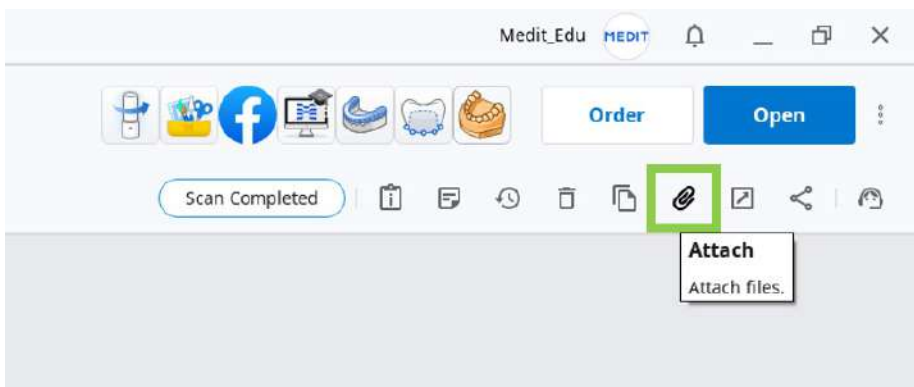 Medit_Edu MEDIT
Order Open
Scan Completed
Attach
Attach files.